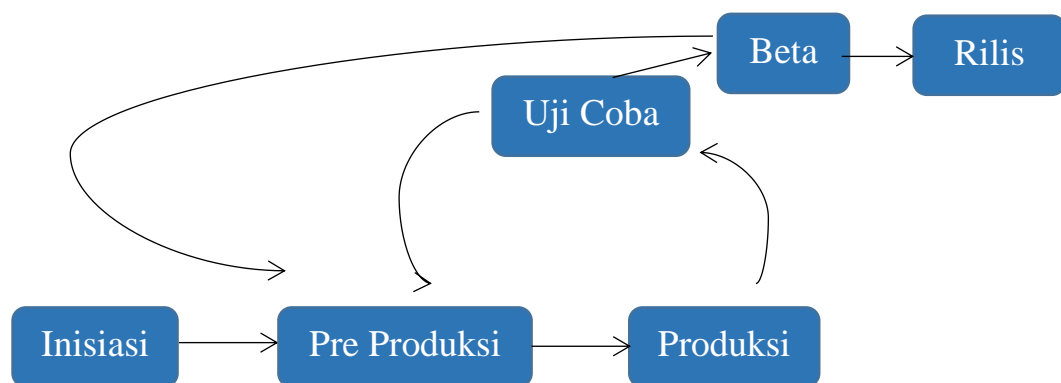 Beta
Rilis
Uji Coba
Inisiasi
Pre Produksi
Produksi